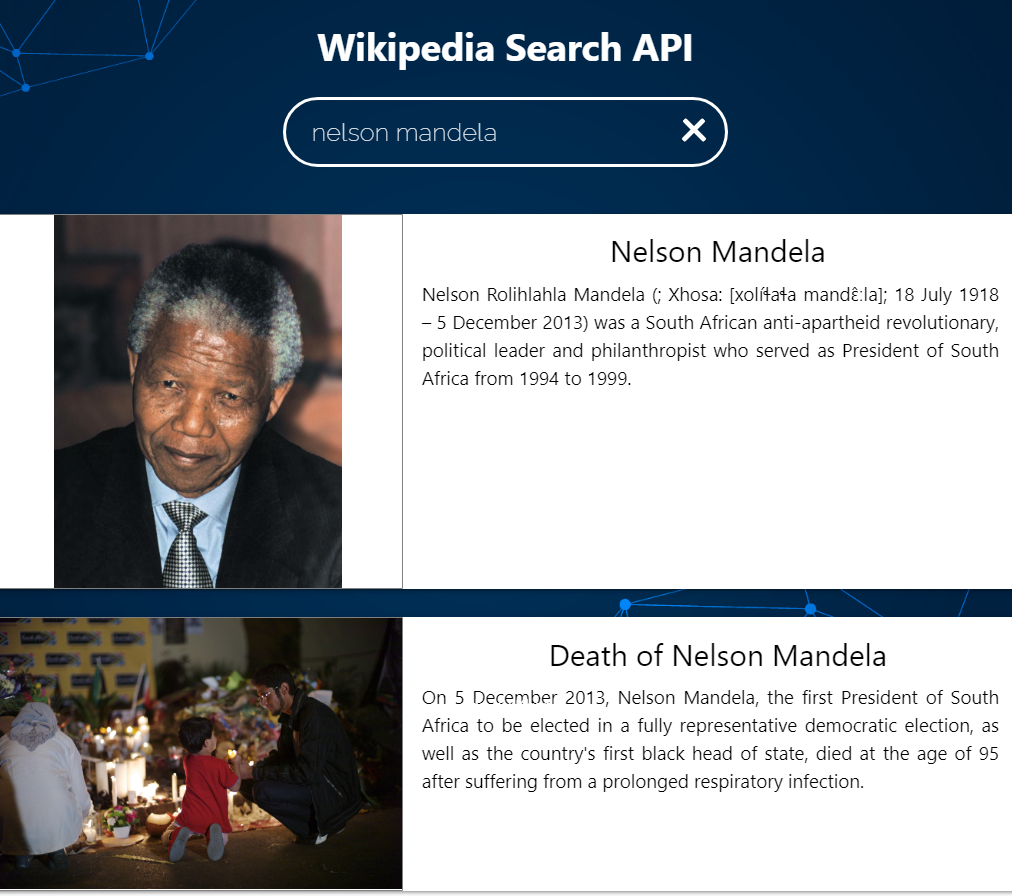 Wikipedia Search API
nelson mandela
Nelson Mandela
Nelson Rolihlahla Mandela (; Xhosa: [xolíɬaɬa mandɛ̂ːla]; 18 July 1918
– 5 December 2013) was a South African anti-apartheid revolutionary,
political leader and philanthropist who served as President of South
Africa from 1994 to 1999.
Death of Nelson Mandela
On 5 December 2013, Nelson Mandela, the first President of South
Africa to be elected in a fully representative democratic election, as
well as the country's first black head of state, died at the age of 95
after suffering from a prolonged respiratory infection.